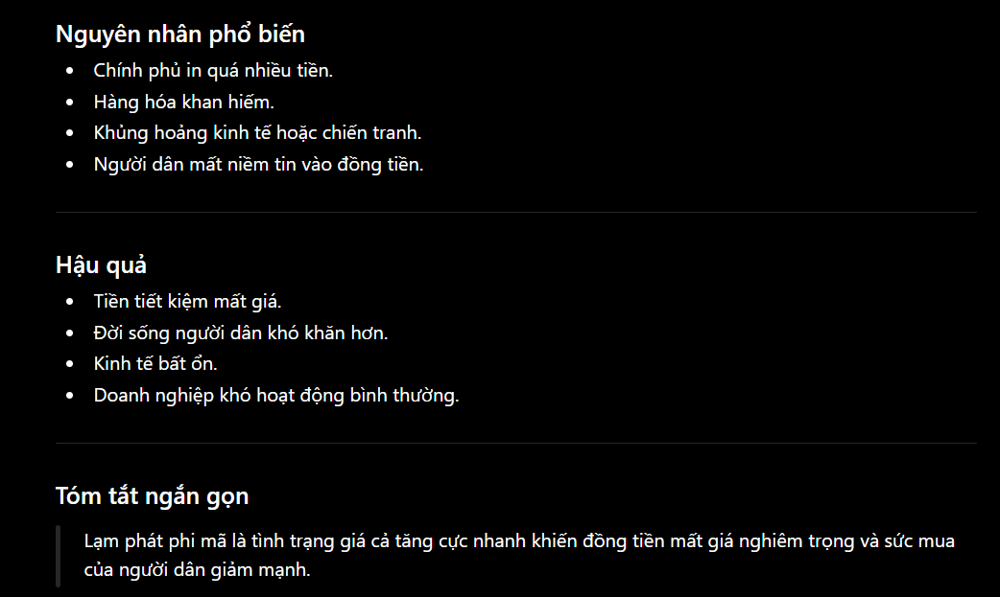 Nguyên nhân phổ biến
Chính phủ in quá nhiều tiền.
Hàng hóa khan hiếm.
Khủng hoảng kinh tế hoặc chiến tranh.
Người dân mất niềm tin vào đồng tiền.
Hậu quả
Tiền tiết kiệm mất giá.
Đời sống người dân khó khăn hơn.
Kinh tế bất ổn.
Doanh nghiệp khó hoạt động bình thường.
Tóm tắt ngắn gọn
Lạm phát phi mã là tình trạng giá cả tăng cực nhanh khiến đồng tiền mất giá nghiêm trọng và sức mua
của người dân giảm mạnh.